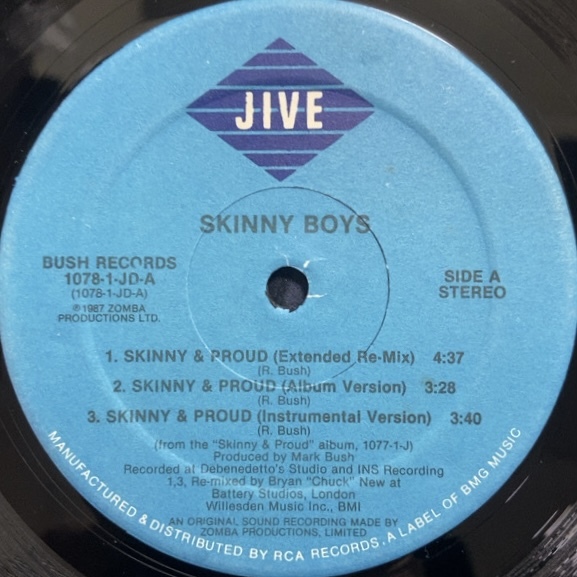 JIVE
SKINNY BOYS
BUSH RECORDS
1078-1-JD-A
(1078-1-JD-A)
℗1987 ZOMBA
PRODUCTIONS LTD.
SIDE A
STEREO
1. SKINNY & PROUD (Extended Re-Mix) 4:37
(R. Bush)
2. SKINNY & PROUD (Album Version) 3:28
(R. Bush)
3. SKINNY & PROUD (Instrumental Version) 3:40
(R. Bush)
(from the "Skinny & Proud" album, 1077-1-J)
Produced by Mark Bush
Recorded at Debenedetto's Studio and INS Recording
1,3, Re-mixed by Bryan "Chuck" New at
Battery Studios, London
Willesden Music Inc., BMI
AN ORIGINAL SOUND RECORDING MADE BY
ZOMBA PRODUCTIONS, LIMITED
MANUFACTURED & DISTRIBUTED BY RCA RECORDS. A LABEL OF BMG MUSIC